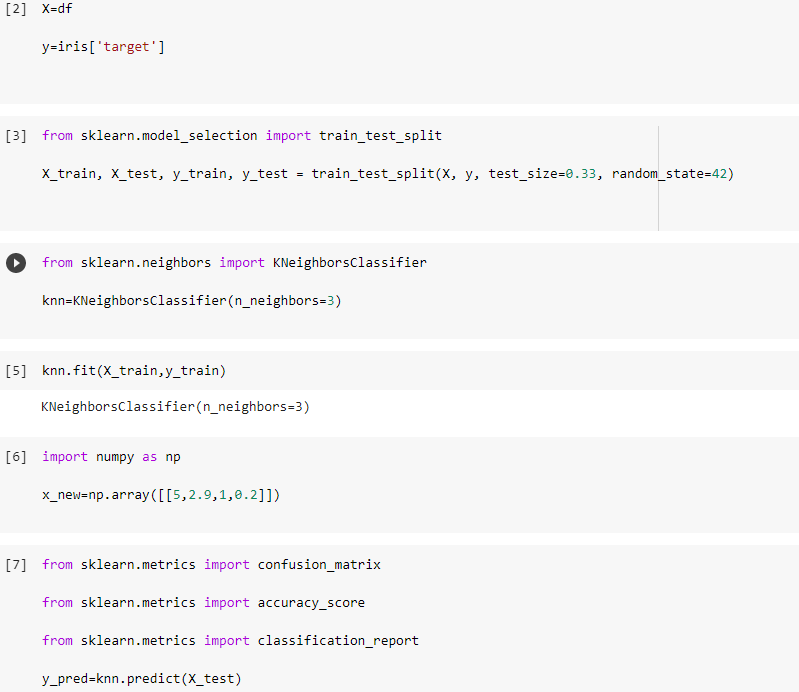 [2] X=df
y=iris['target']
[3] from sklearn.model_selection import train_test_split
X_train, X_test, y_train, y_test = train_test_split(X, y, test_size=0.33, random_state=42)
from sklearn.neighbors import KNeighborsClassifier
knn=KNeighborsClassifier(n_neighbors=3)
[5] knn.fit(X_train,y_train)
KNeighborsClassifier(n_neighbors=3)
[6] import numpy as np
x_new=np.array([[5,2.9,1,0.2]])
[7] from sklearn.metrics import confusion_matrix
from sklearn.metrics import accuracy_score
from sklearn.metrics import classification_report
y_pred=knn.predict(X_test)